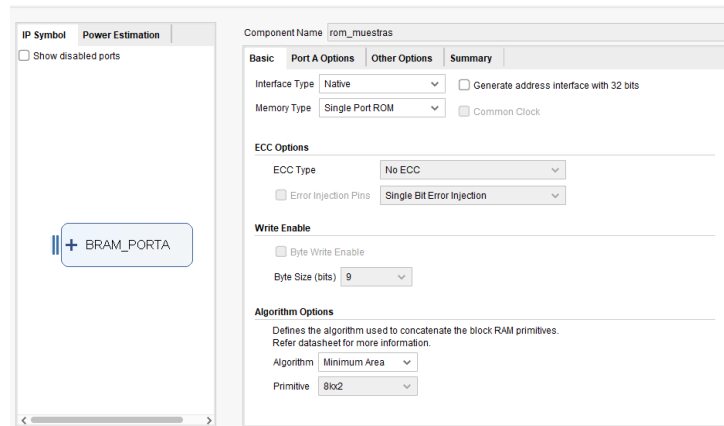 IP Symbol Power Estimation
Show disabled ports
BRAM_PORTA
Component Name rom_muestras
Basic Port A Options Other Options Summary
Interface Type Native Generate address interface with 32 bits
Memory Type Single Port ROM Common Clock
ECC Options
ECC Type No ECC
Error Injection Pins Single Bit Error Injection
Write Enable
Byte Write Enable
Byte Size (bits) 9
Algorithm Options
Defines the algorithm used to concatenate the block RAM primitives.
Refer datasheet for more information.
Algorithm Minimum Area
Primitive 8kx2